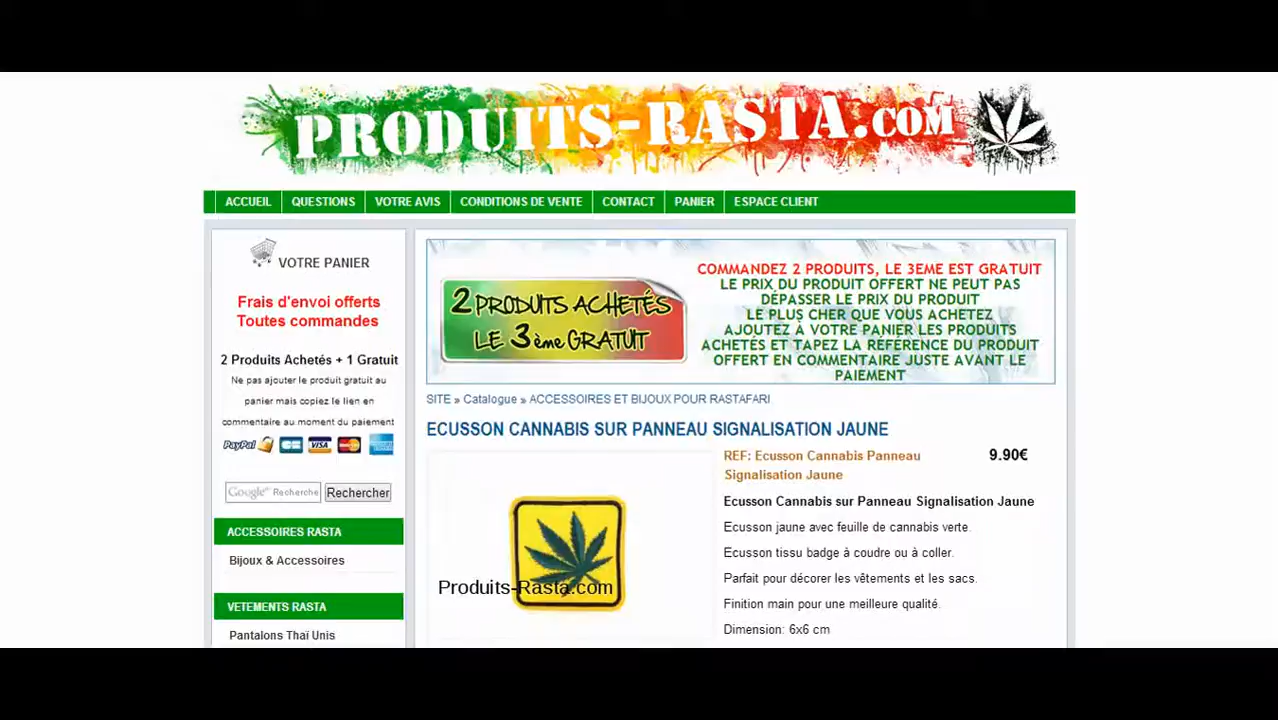 PRODUITS-RASTA.COM
ACCUEIL QUESTIONS VOTRE AVIS CONDITIONS DE VENTE CONTACT PANIER ESPACE CLIENT
VOTRE PANIER
Frais d'envoi offerts
Toutes commandes
2 Produits Achetés + 1 Gratuit
Ne pas ajouter le produit gratuit au
panier mais copiez le lien en
commentaire au moment du paiement
PayPal CB VISA MasterCard
Google Recherche Rechercher
ACCESSOIRES RASTA
Bijoux & Accessoires
VETEMENTS RASTA
Pantalons Thaï Unis
2 PRODUITS ACHETÉS
LE 3ème GRATUIT
COMMANDEZ 2 PRODUITS, LE 3EME EST GRATUIT
LE PRIX DU PRODUIT OFFERT NE PEUT PAS
DÉPASSER LE PRIX DU PRODUIT
LE PLUS CHER QUE VOUS ACHETEZ
AJOUTEZ À VOTRE PANIER LES PRODUITS
ACHETÉS ET TAPEZ LA RÉFÉRENCE DU PRODUIT
OFFERT EN COMMENTAIRE JUSTE AVANT LE
PAIEMENT
SITE » Catalogue » ACCESSOIRES ET BIJOUX POUR RASTAFARI
ECUSSON CANNABIS SUR PANNEAU SIGNALISATION JAUNE
Produits-Rasta.com
REF: Ecusson Cannabis Panneau
Signalisation Jaune
9.90€
Ecusson Cannabis sur Panneau Signalisation Jaune
Ecusson jaune avec feuille de cannabis verte.
Ecusson tissu badge à coudre ou à coller.
Parfait pour décorer les vêtements et les sacs.
Finition main pour une meilleure qualité.
Dimension: 6x6 cm